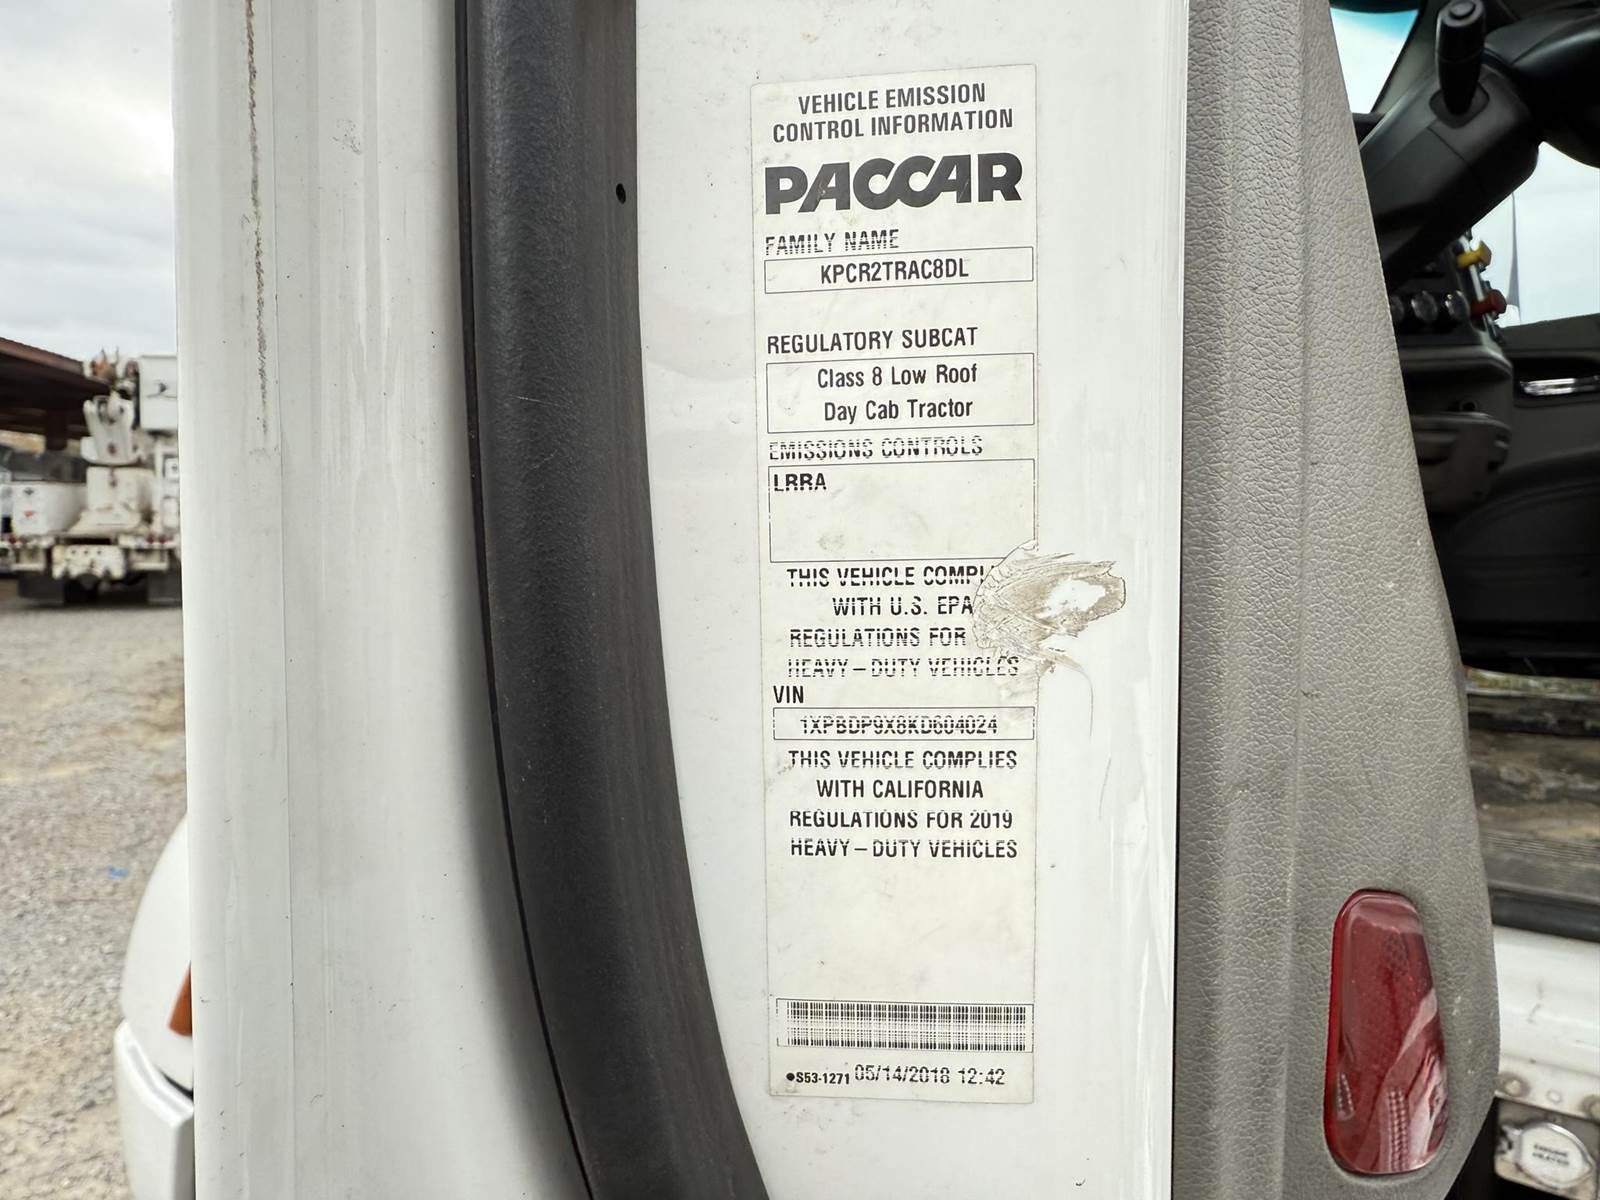 VEHICLE EMISSION
CONTROL INFORMATION
PACCAR
FAMILY NAME
KPCR2TRAC8DL
REGULATORY SUBCAT
Class 8 Low Roof
Day Cab Tractor
EMISSIONS CONTROLS
LRRA
THIS VEHICLE COMPLI
WITH U.S. EPA
REGULATIONS FOR
HEAVY-DUTY VEHICLES
VIN
1XPBDP9X8KD604024
THIS VEHICLE COMPLIES
WITH CALIFORNIA
REGULATIONS FOR 2019
HEAVY-DUTY VEHICLES
●S53-1271 05/14/2018 12:42